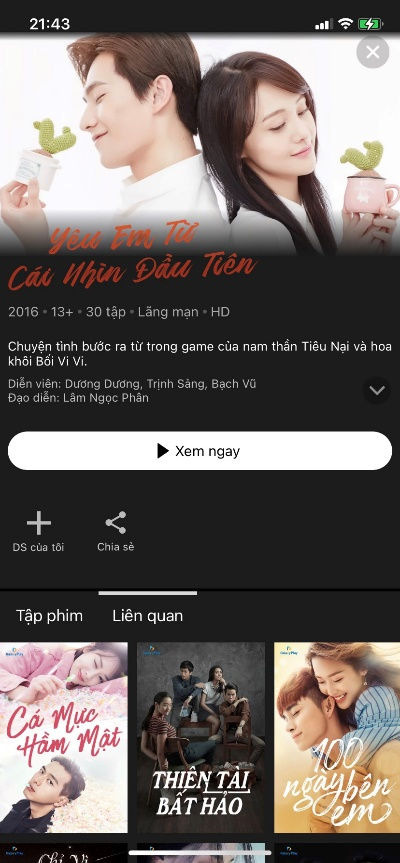 21:43
Yêu Em Từ
Cái Nhìn Đầu Tiên
2016 • 13+ • 30 tập • Lãng mạn • HD
Chuyện tình bước ra từ trong game của nam thần Tiêu Nại và hoa
khôi Bối Vi Vi.
Diễn viên: Dương Dương, Trịnh Sảng, Bạch Vũ
Đạo diễn: Lâm Ngọc Phân
Xem ngay
DS của tôi
Chia sẻ
Tập phim
Liên quan
Cá Mực
Hầm Mật
THIÊN TÀI
BẤT HẢO
100
ngày bên
em